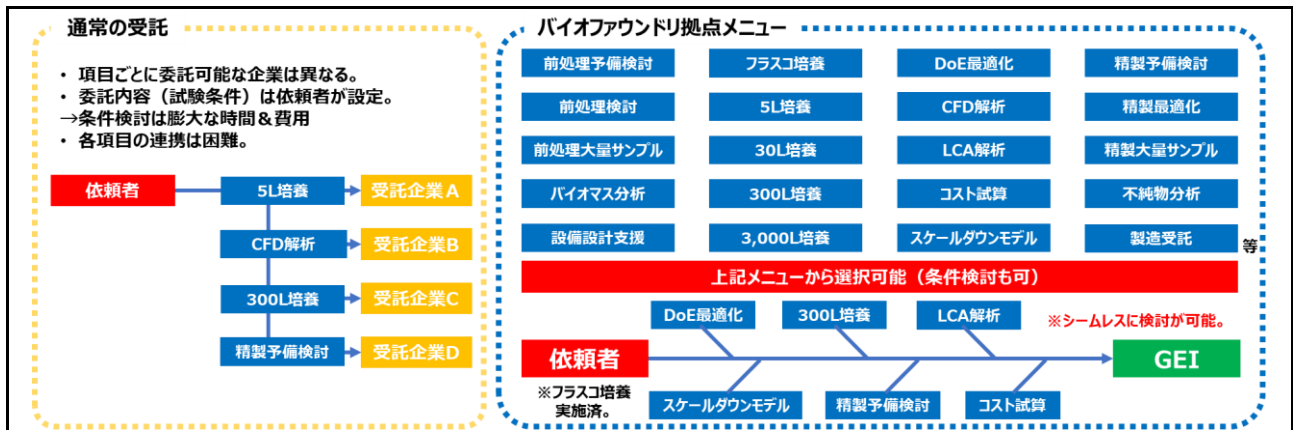 通常の受託
・ 項目ごとに委託可能な企業は異なる。
・ 委託内容（試験条件）は依頼者が設定。
→条件検討は膨大な時間＆費用
・ 各項目の連携は困難。
依頼者
5L培養
受託企業A
CFD解析
受託企業B
300L培養
受託企業C
精製予備検討
受託企業D
バイオファウンドリ拠点メニュー
前処理予備検討
フラスコ培養
DoE最適化
精製予備検討
前処理検討
5L培養
CFD解析
精製最適化
前処理大量サンプル
30L培養
LCA解析
精製大量サンプル
バイオマス分析
300L培養
コスト試算
不純物分析
設備設計支援
3,000L培養
スケールダウンモデル
製造受託
等
上記メニューから選択可能（条件検討も可）
DoE最適化
300L培養
LCA解析
※シームレスに検討が可能。
依頼者
GEI
※フラスコ培養
実施済。
スケールダウンモデル
精製予備検討
コスト試算